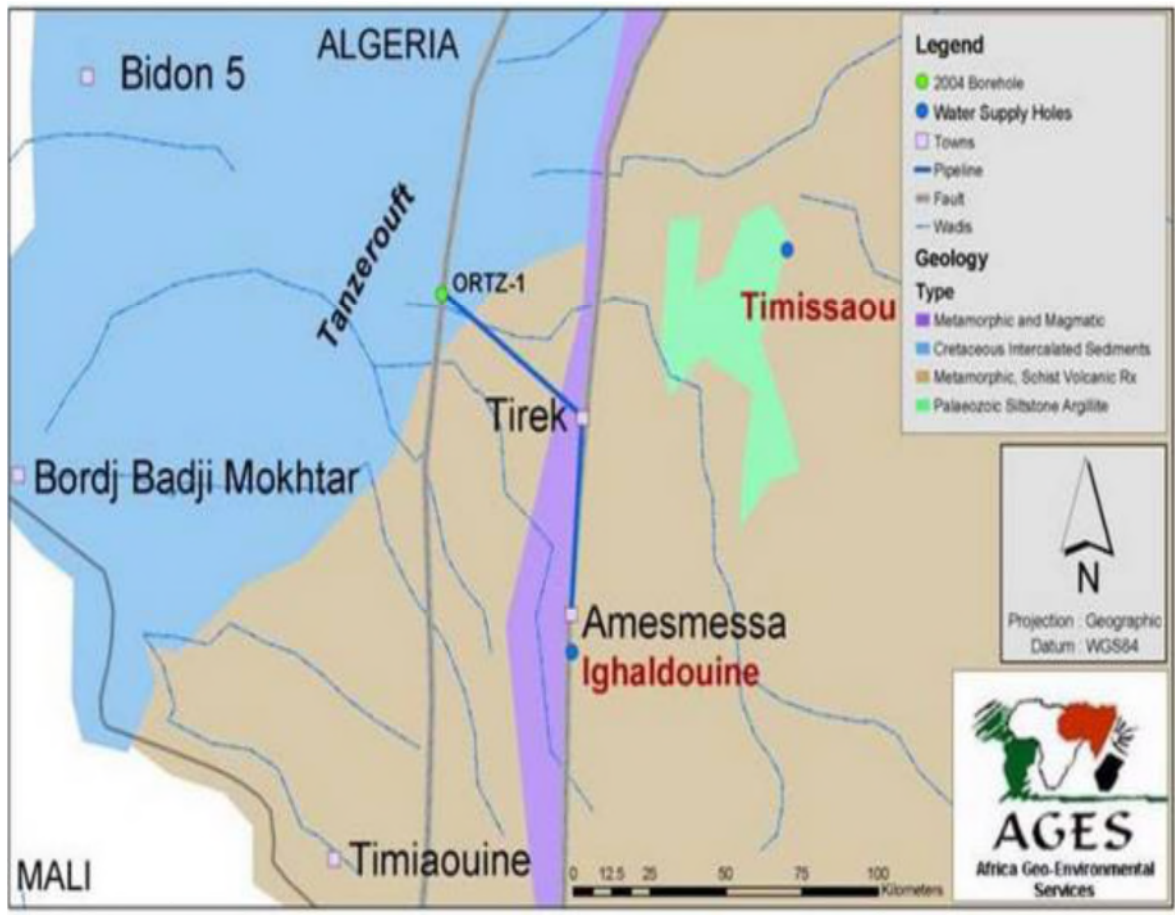 ALGERIA
Bidon 5
Tanzerouft
ORTZ-1
Timissaou
Tirek
Bordj Badji Mokhtar
Amesmessa
Ighaldouine
Timiaouine
MALI
Legend
2004 Borehole
Water Supply Holes
Towns
Pipeline
Fault
Wadis
Geology
Type
Metamorphic and Magmatic
Cretaceous Intercalated Sediments
Metamorphic, Schist Volcanic Rx
Palaeozoic Siltstone Argillite
N
Projection : Geographic
Datum : WGS84
0 12.5 25 50 75 100
Kilometers
AGES
Africa Geo-Environmental
Services